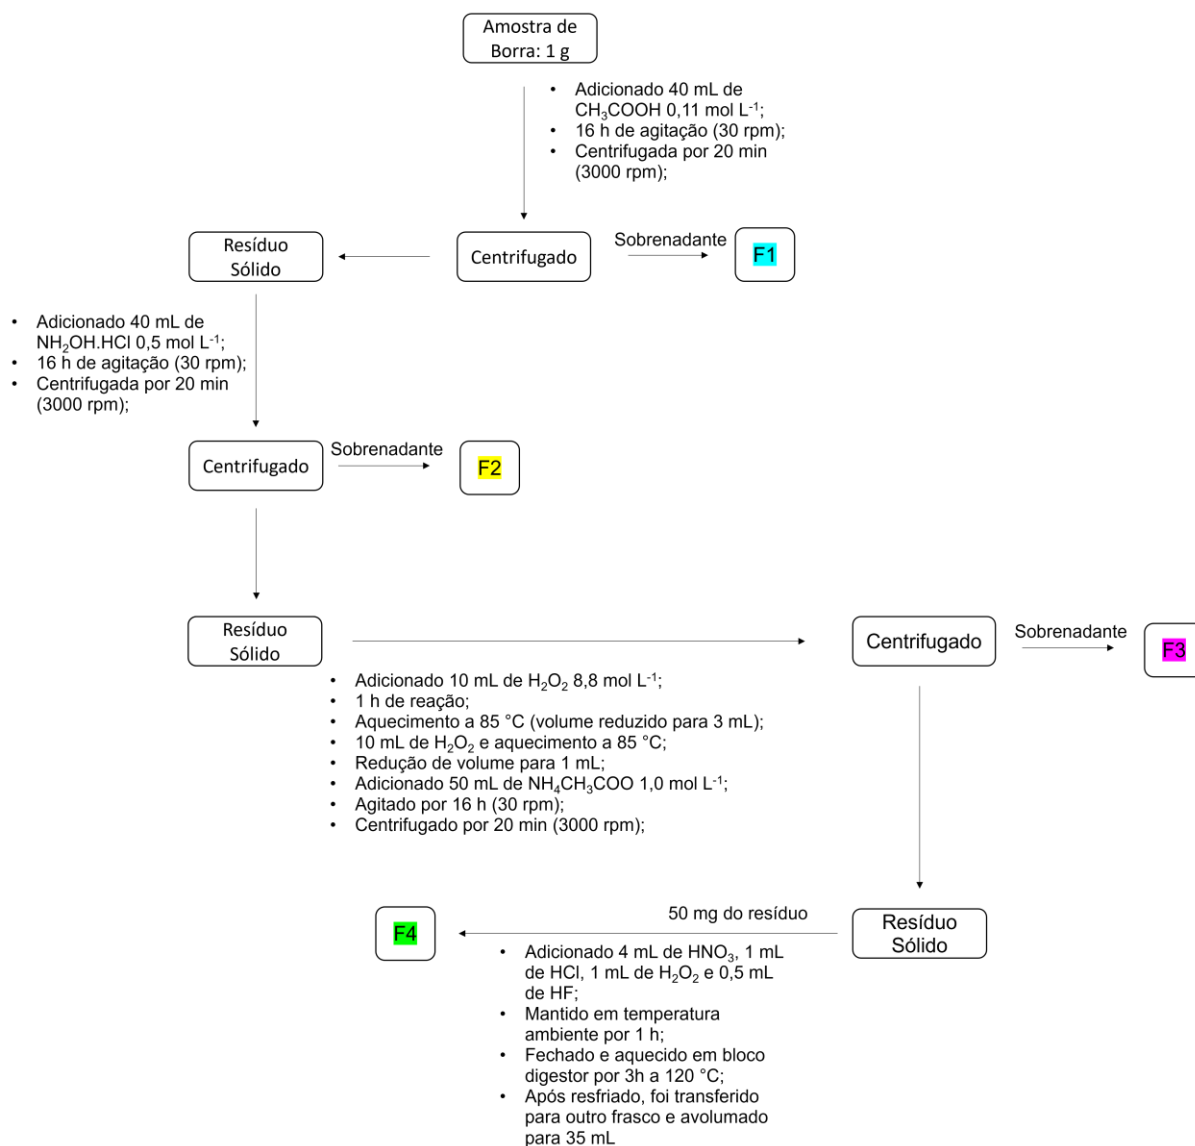 Amostra de
Borra: 1 g
• Adicionado 40 mL de
CH₃COOH 0,11 mol L⁻¹;
• 16 h de agitação (30 rpm);
• Centrifugada por 20 min
(3000 rpm);
Resíduo
Sólido
Centrifugado
Sobrenadante
F1
• Adicionado 40 mL de
NH₂OH.HCl 0,5 mol L⁻¹;
• 16 h de agitação (30 rpm);
• Centrifugada por 20 min
(3000 rpm);
Centrifugado
Sobrenadante
F2
Resíduo
Sólido
Centrifugado
Sobrenadante
F3
• Adicionado 10 mL de H₂O₂ 8,8 mol L⁻¹;
• 1 h de reação;
• Aquecimento a 85 °C (volume reduzido para 3 mL);
• 10 mL de H₂O₂ e aquecimento a 85 °C;
• Redução de volume para 1 mL;
• Adicionado 50 mL de NH₄CH₃COO 1,0 mol L⁻¹;
• Agitado por 16 h (30 rpm);
• Centrifugado por 20 min (3000 rpm);
F4
50 mg do resíduo
Resíduo
Sólido
• Adicionado 4 mL de HNO₃, 1 mL
de HCl, 1 mL de H₂O₂ e 0,5 mL
de HF;
• Mantido em temperatura
ambiente por 1 h;
• Fechado e aquecido em bloco
digestor por 3h a 120 °C;
• Após resfriado, foi transferido
para outro frasco e avolumado
para 35 mL